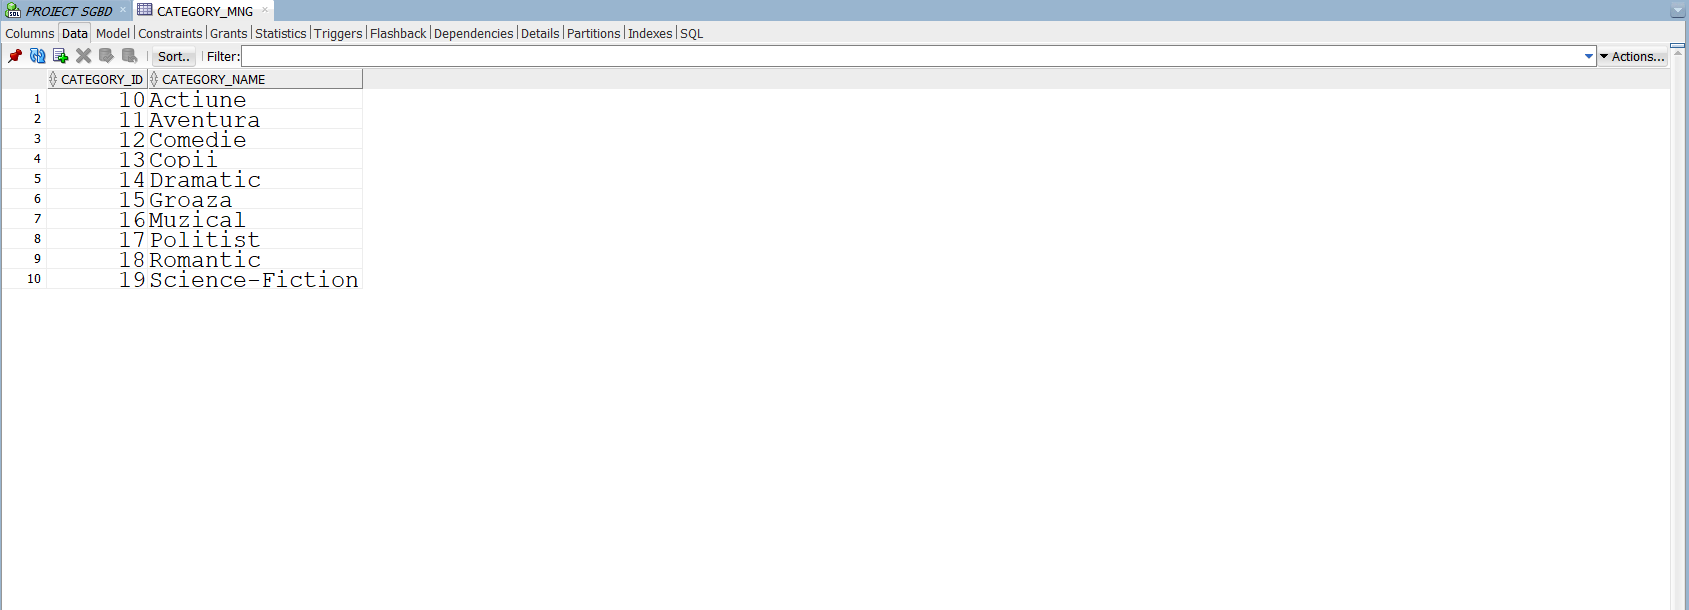 PROIECT SGBD CATEGORY_MNG
Columns Data Model Constraints Grants Statistics Triggers Flashback Dependencies Details Partitions Indexes SQL
Sort.. Filter: Actions...
CATEGORY_ID CATEGORY_NAME
1 10 Actiune
2 11 Aventura
3 12 Comedie
4 13 Copii
5 14 Dramatic
6 15 Groaza
7 16 Muzical
8 17 Politist
9 18 Romantic
10 19 Science-Fiction